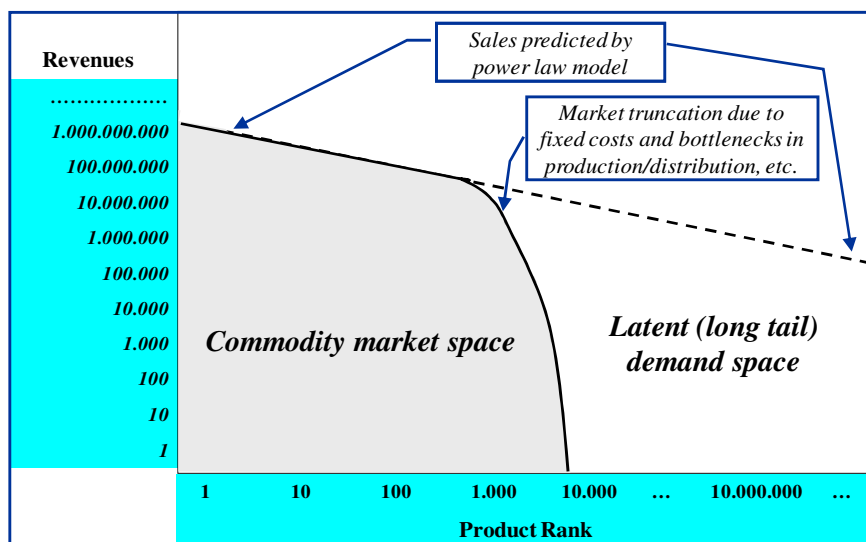 Sales predicted by
power law model
Revenues
………………
Market truncation due to
fixed costs and bottlenecks in
production/distribution, etc.
1.000.000.000
100.000.000
10.000.000
1.000.000
100.000
10.000
1.000
100
10
1
Commodity market space
Latent (long tail)
demand space
1 10 100 1.000 10.000 … 10.000.000 …
Product Rank